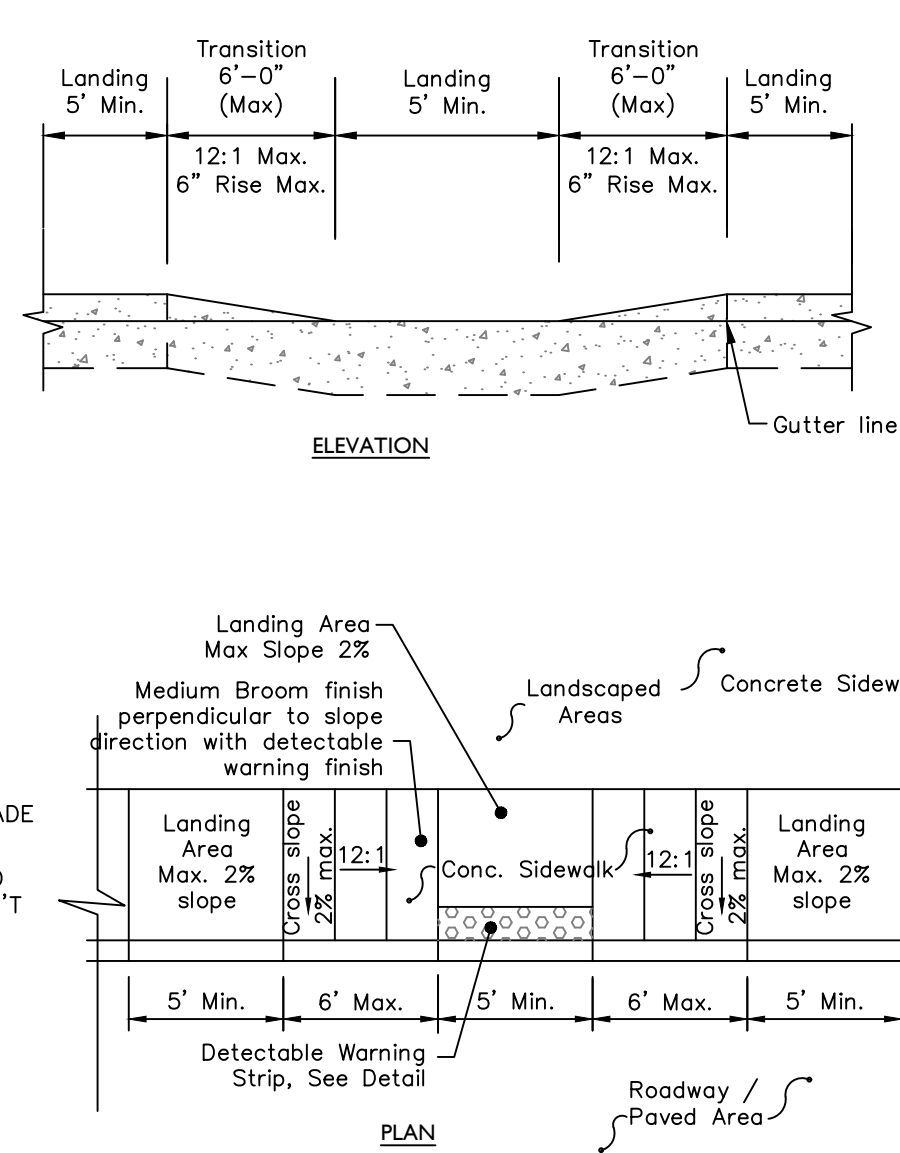 Transition
6'-0"
(Max)
Landing
5' Min.
Landing
5' Min.
Transition
6'-0"
(Max)
Landing
5' Min.
12:1 Max.
6" Rise Max.
12:1 Max.
6" Rise Max.
Gutter line
ELEVATION
Landing Area
Max Slope 2%
Medium Broom finish
perpendicular to slope
direction with detectable
warning finish
Landscaped
Areas
Concrete Sidew
ADE
'T
Landing
Area
Max. 2%
slope
Cross slope
2% max.
12:1
Conc. Sidewalk
12:1
Cross slope
2% max.
Landing
Area
Max. 2%
slope
5' Min.
6' Max.
5' Min.
6' Max.
5' Min.
Detectable Warning
Strip, See Detail
Roadway /
Paved Area
PLAN